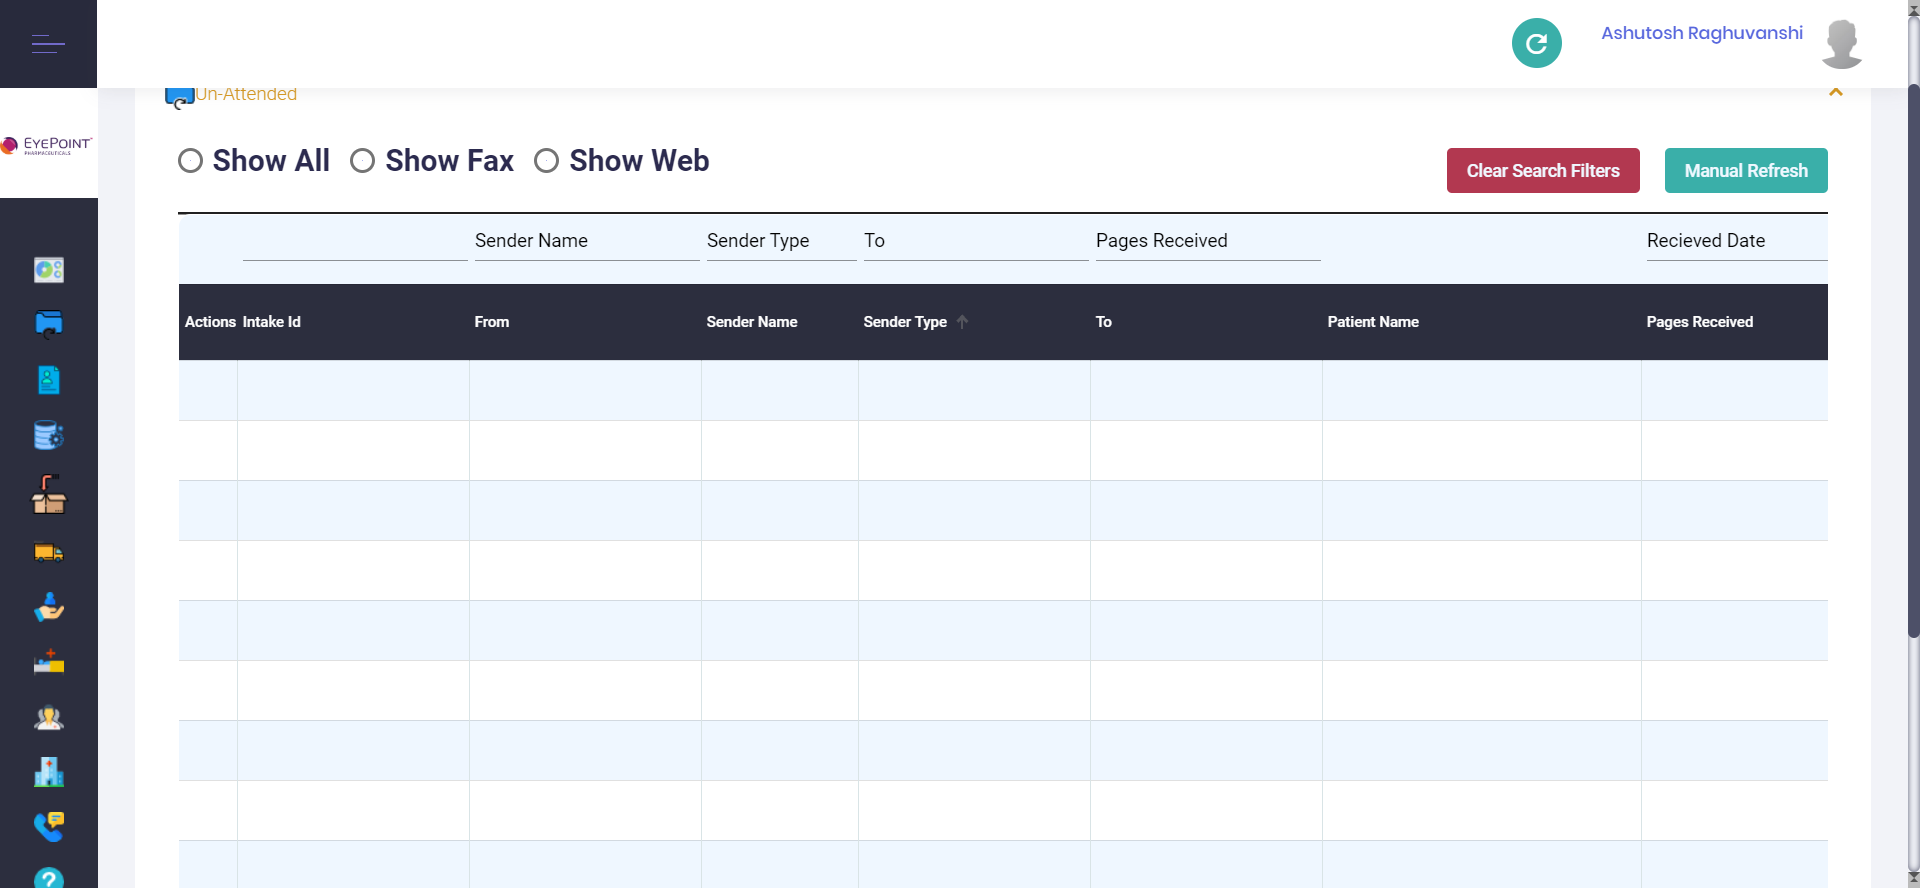 Ashutosh Raghuvanshi
Un-Attended
EYEPOINT
PHARMACEUTICALS
Show All Show Fax Show Web
Clear Search Filters Manual Refresh
Sender Name Sender Type To Pages Received Recieved Date
Actions Intake Id From Sender Name Sender Type To Patient Name Pages Received
?